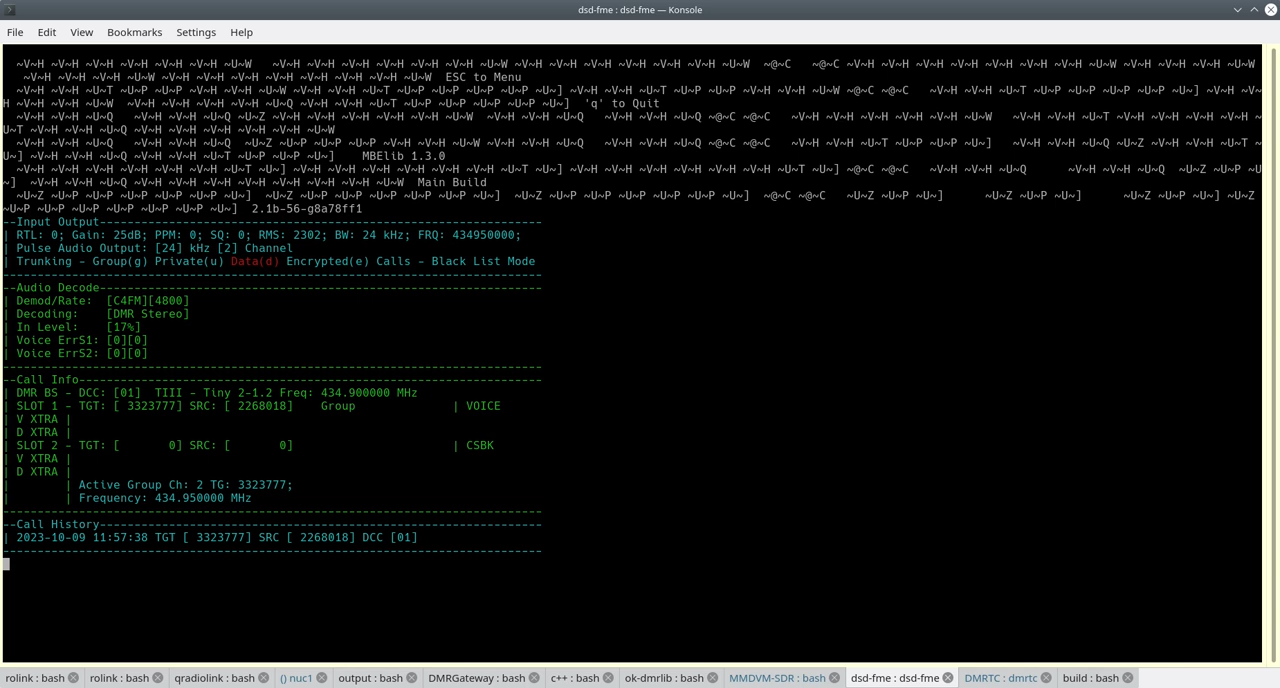 dsd-fme : dsd-fme — Konsole
File Edit View Bookmarks Settings Help
~V~H ~V~H ~V~H ~V~H ~V~H ~V~H ~U~W   ~V~H ~V~H ~V~H ~V~H ~V~H ~V~H ~U~W ~V~H ~V~H ~V~H ~V~H ~V~H ~V~H ~U~W  ~@~C   ~@~C ~V~H ~V~H ~V~H ~V~H ~V~H ~V~H ~V~H ~U~W ~V~H ~V~H ~V~H ~U~W
~V~H ~V~H ~V~H ~U~W ~V~H ~V~H ~V~H ~V~H ~V~H ~V~H ~V~H ~U~W  ESC to Menu
~V~H ~V~H ~U~T ~U~P ~U~P ~V~H ~V~H ~U~W ~V~H ~V~H ~U~T ~U~P ~U~P ~U~P ~U~P ~U~] ~V~H ~V~H ~U~T ~U~P ~U~P ~V~H ~V~H ~U~W ~@~C ~@~C   ~V~H ~V~H ~U~T ~U~P ~U~P ~U~P ~U~P ~U~] ~V~H ~V~
H ~V~H ~V~H ~U~W  ~V~H ~V~H ~V~H ~V~H ~U~Q ~V~H ~V~H ~U~T ~U~P ~U~P ~U~P ~U~P ~U~P ~U~]  'q' to Quit
~V~H ~V~H ~U~Q   ~V~H ~V~H ~U~Q ~U~Z ~V~H ~V~H ~V~H ~V~H ~V~H ~U~W  ~V~H ~V~H ~U~Q   ~V~H ~V~H ~U~Q ~@~C ~@~C   ~V~H ~V~H ~V~H ~V~H ~V~H ~U~W   ~V~H ~V~H ~U~T ~V~H ~V~H ~V~H ~V~H ~
U~T ~V~H ~V~H ~U~Q ~V~H ~V~H ~V~H ~V~H ~V~H ~U~W
~V~H ~V~H ~U~Q   ~V~H ~V~H ~U~Q  ~U~Z ~U~P ~U~P ~U~P ~V~H ~V~H ~U~W ~V~H ~V~H ~U~Q   ~V~H ~V~H ~U~Q ~@~C ~@~C   ~V~H ~V~H ~U~T ~U~P ~U~P ~U~]   ~V~H ~V~H ~U~Q ~U~Z ~V~H ~V~H ~U~T ~
U~] ~V~H ~V~H ~U~Q ~V~H ~V~H ~U~T ~U~P ~U~P ~U~]    MBElib 1.3.0
~V~H ~V~H ~V~H ~V~H ~V~H ~V~H ~U~T ~U~] ~V~H ~V~H ~V~H ~V~H ~V~H ~V~H ~U~T ~U~] ~V~H ~V~H ~V~H ~V~H ~V~H ~V~H ~U~T ~U~]  ~@~C   ~V~H ~V~H ~U~Q      ~V~H ~V~H ~U~Q  ~U~Z ~U~P ~U
~]  ~V~H ~V~H ~U~Q ~V~H ~V~H ~V~H ~V~H ~V~H ~V~H ~V~H ~U~W  Main Build
~U~Z ~U~P ~U~P ~U~P ~U~P ~U~P ~U~]  ~U~Z ~U~P ~U~P ~U~P ~U~P ~U~P ~U~]  ~U~Z ~U~P ~U~P ~U~P ~U~P ~U~P ~U~]  ~@~C ~@~C   ~U~Z ~U~P ~U~]      ~U~Z ~U~P ~U~]      ~U~Z ~U~P ~U~] ~U~Z
~U~P ~U~P ~U~P ~U~P ~U~P ~U~P ~U~]  2.1b-56-g8a78ff1
--Input Output----------------------------------------------------------------
| RTL: 0; Gain: 25dB; PPM: 0; SQ: 0; RMS: 2302; BW: 24 kHz; FRQ: 434950000;
| Pulse Audio Output: [24] kHz [2] Channel
| Trunking - Group(g) Private(u) Data(d) Encrypted(e) Calls - Black List Mode
------------------------------------------------------------------------------
--Audio Decode----------------------------------------------------------------
| Demod/Rate:  [C4FM][4800]
| Decoding:    [DMR Stereo]
| In Level:    [17%]
| Voice ErrS1: [0][0]
| Voice ErrS2: [0][0]
------------------------------------------------------------------------------
--Call Info-------------------------------------------------------------------
| DMR BS - DCC: [01]  TIII - Tiny 2-1.2 Freq: 434.900000 MHz
| SLOT 1 - TGT: [ 3323777] SRC: [ 2268018]    Group              | VOICE
| V XTRA |
| D XTRA |
| SLOT 2 - TGT: [       0] SRC: [       0]                       | CSBK
| V XTRA |
| D XTRA |
|        | Active Group Ch: 2 TG: 3323777;
|        | Frequency: 434.950000 MHz
------------------------------------------------------------------------------
--Call History----------------------------------------------------------------
| 2023-10-09 11:57:38 TGT [ 3323777] SRC [ 2268018] DCC [01]
------------------------------------------------------------------------------
rolink : bash rolink : bash qradiolink : bash () nuc1 output : bash DMRGateway : bash c++ : bash ok-dmrlib : bash MMDVM-SDR : bash dsd-fme : dsd-fme DMRTC : dmrtc build : bash